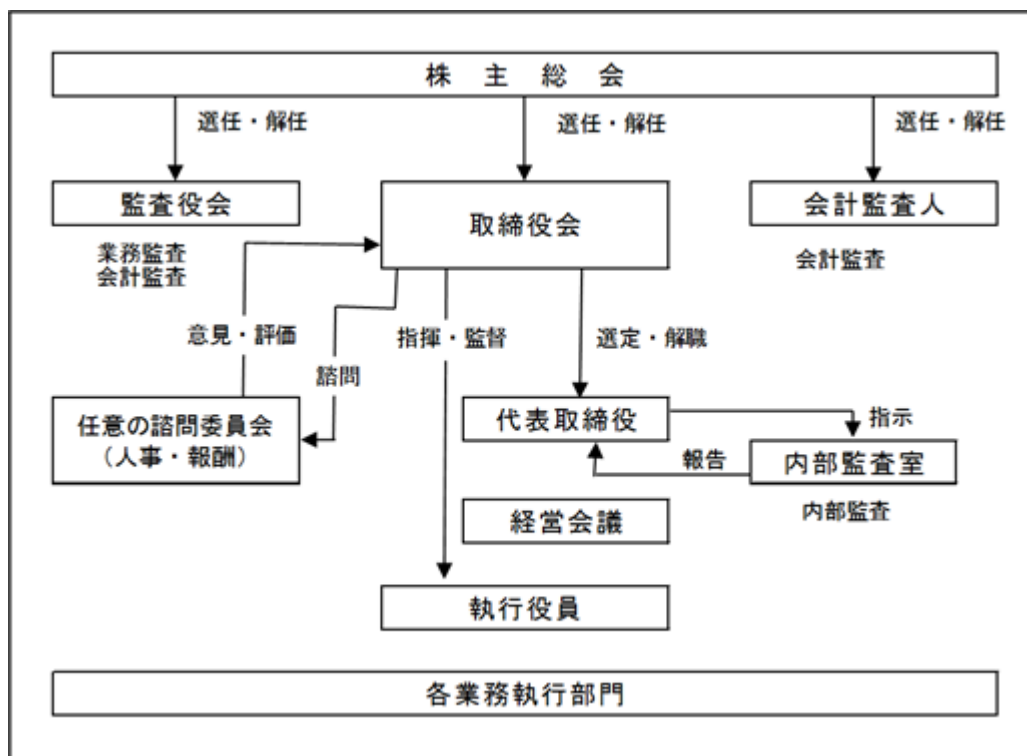 株主総会
選任・解任
選任・解任
選任・解任
監査役会
取締役会
会計監査人
業務監査
会計監査
会計監査
意見・評価
諮問
指揮・監督
選定・解職
任意の諮問委員会
（人事・報酬）
代表取締役
指示
報告
内部監査室
内部監査
経営会議
執行役員
各業務執行部門